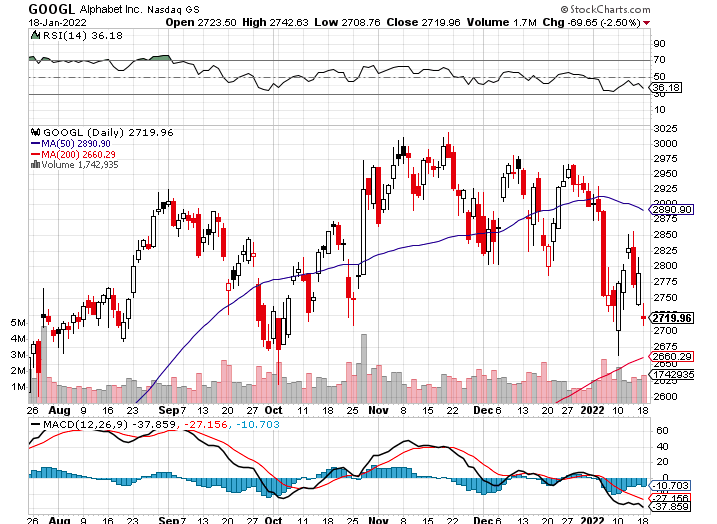 GOOGL Alphabet Inc. Nasdaq GS © StockCharts.com
18-Jan-2022 Open 2723.50 High 2742.63 Low 2708.76 Close 2719.96 Volume 1.7M Chg -69.65 (-2.50%)
RSI(14) 36.18
90
70
50
36.18
30
10
GOOGL (Daily) 2719.96
MA(50) 2890.90
MA(200) 2660.29
Volume 1,742,935
3025
3000
2975
2950
2925
2900
2890.90
2875
2850
2825
2800
2775
2750
2725
2719.96
2700
2675
2660.29
2650
1742935
2625
2600
5M
4M
3M
2M
1M
26 Aug 9 16 23 Sep 7 13 20 27 Oct 11 18 25 Nov 8 15 22 Dec 6 13 20 27 2022 10 18
MACD(12,26,9) -37.859, -27.156, -10.703
60
40
20
0
-10.703
-27.156
-37.859
26 Aug 9 16 23 Sep 7 13 20 27 Oct 11 18 25 Nov 8 15 22 Dec 6 13 20 27 2022 10 18